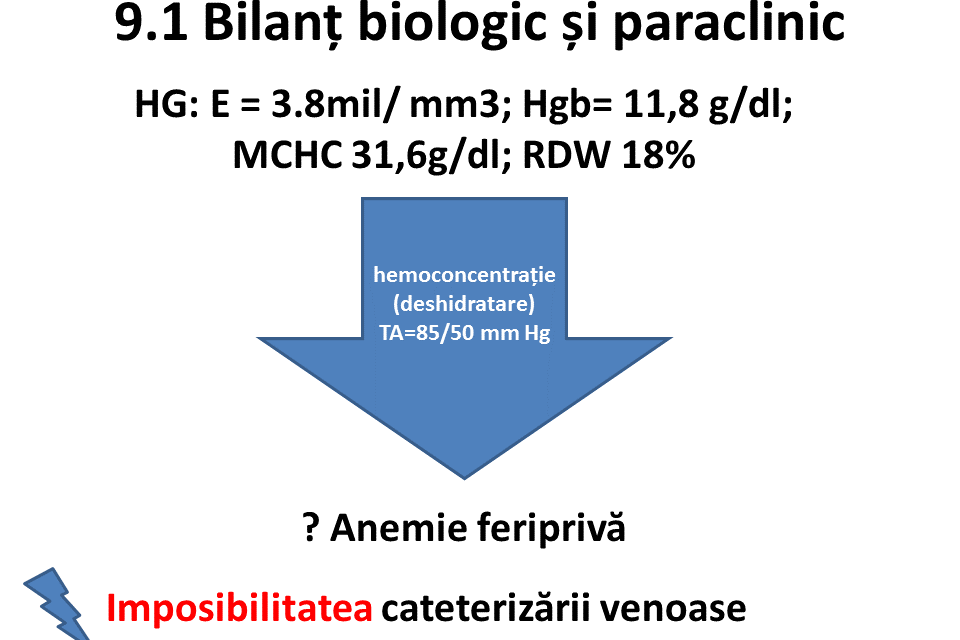 9.1 Bilanț biologic și paraclinic
HG: E = 3.8mil/ mm3; Hgb= 11,8 g/dl;
MCHC 31,6g/dl; RDW 18%
hemoconcentrație
(deshidratare)
TA=85/50 mm Hg
? Anemie feriprivă
Imposibilitatea cateterizării venoase